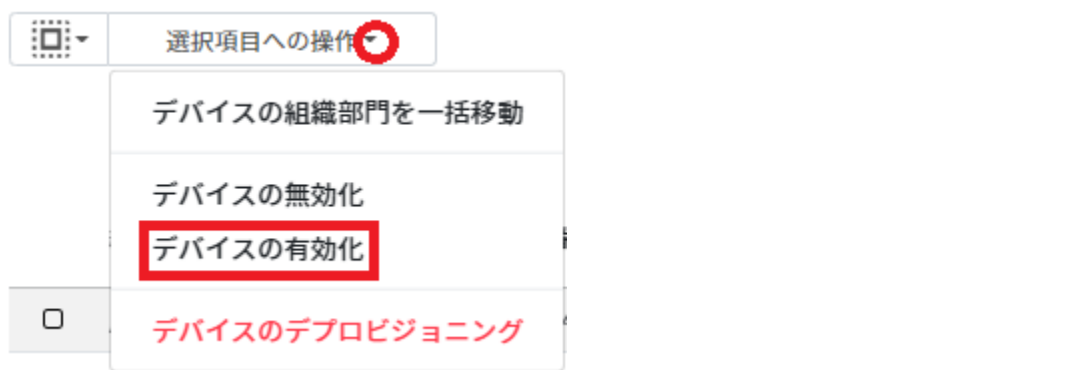 選択項目への操作
デバイスの組織部門を一括移動
デバイスの無効化
デバイスの有効化
デバイスのデプロビジョニング